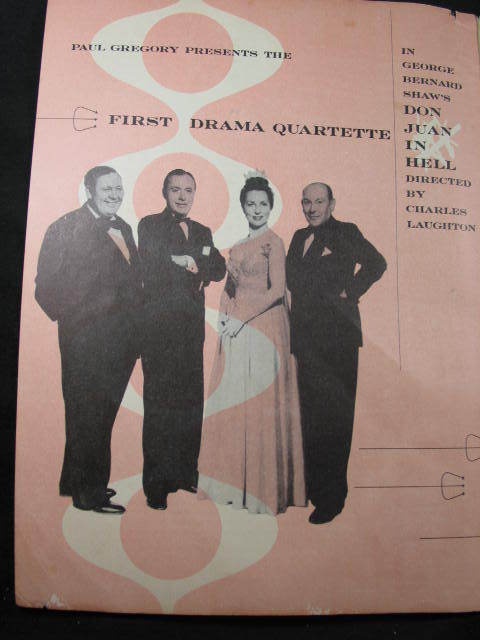 PAUL GREGORY PRESENTS THE
FIRST DRAMA QUARTETTE
IN
GEORGE
BERNARD
SHAW'S
DON
JUAN
IN
HELL
DIRECTED
BY
CHARLES
LAUGHTON